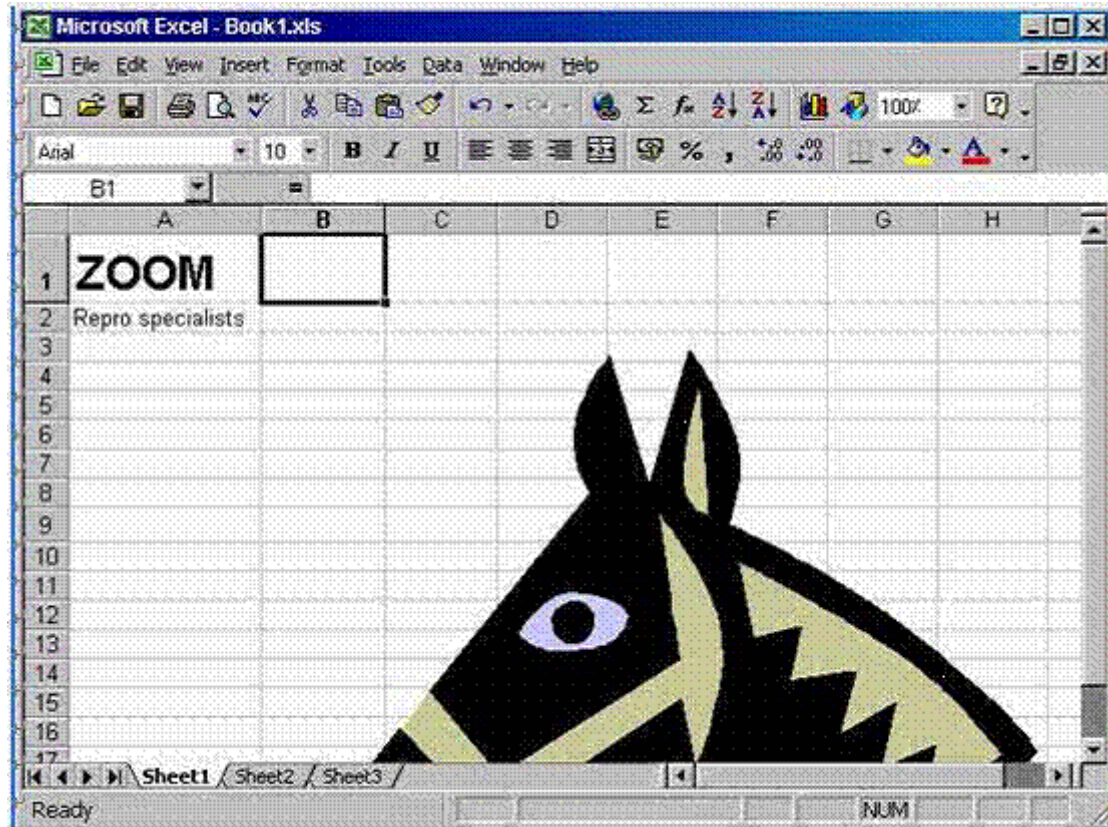 Microsoft Excel - Book1.xls
File Edit View Insert Format Tools Data Window Help
100%
Arial 10 B I U % ,
B1 =
A B C D E F G H
1 ZOOM
2 Repro specialists
3
4
5
6
7
8
9
10
11
12
13
14
15
16
17
Sheet1 Sheet2 Sheet3
Ready NUM